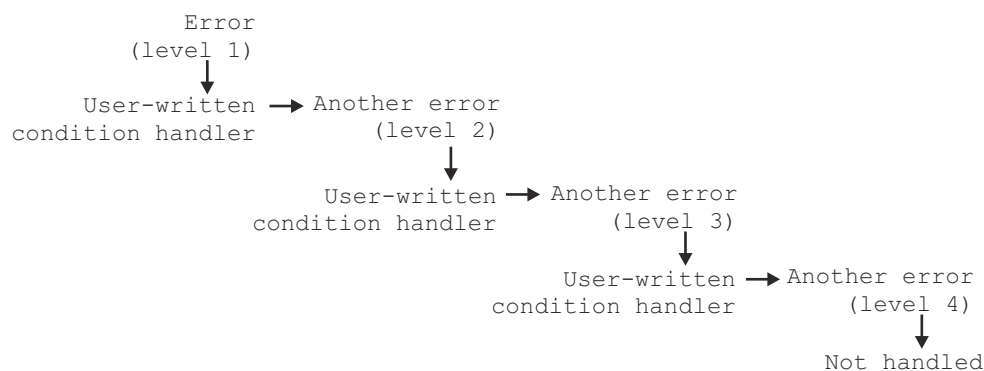 Error
(level 1)
User-written
condition handler
Another error
(level 2)
User-written
condition handler
Another error
(level 3)
User-written
condition handler
Another error
(level 4)
Not handled